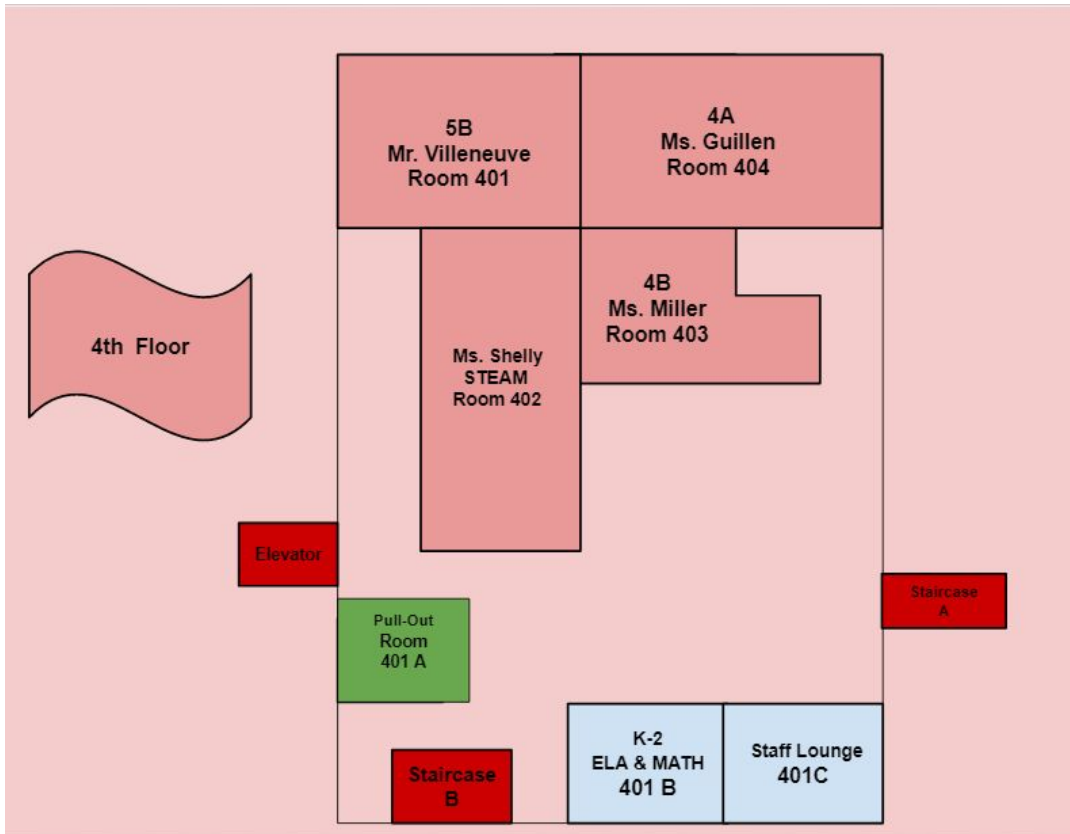 5B
Mr. Villeneuve
Room 401
4A
Ms. Guillen
Room 404
4B
Ms. Miller
Room 403
4th Floor
Ms. Shelly
STEAM
Room 402
Elevator
Staircase
A
Pull-Out
Room
401 A
K-2
ELA & MATH
401 B
Staff Lounge
401C
Staircase
B